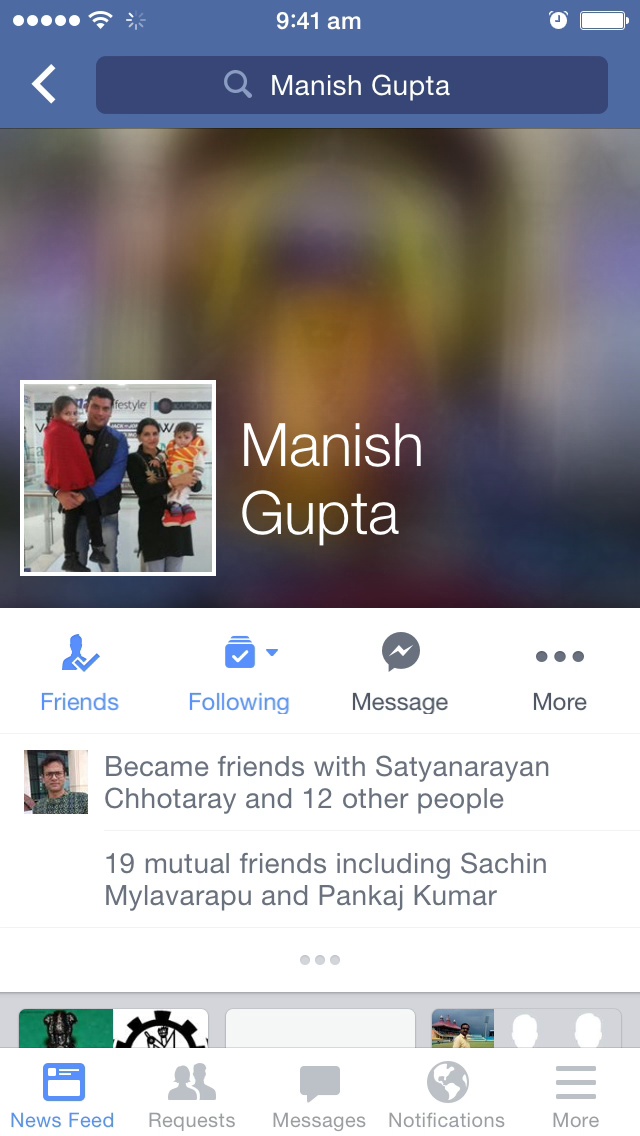 9:41 am
Manish Gupta
lifestyle
Manish
Gupta
Friends
Following
Message
More
Became friends with Satyanarayan
Chhotaray and 12 other people
19 mutual friends including Sachin
Mylavarapu and Pankaj Kumar
News Feed
Requests
Messages
Notifications
More